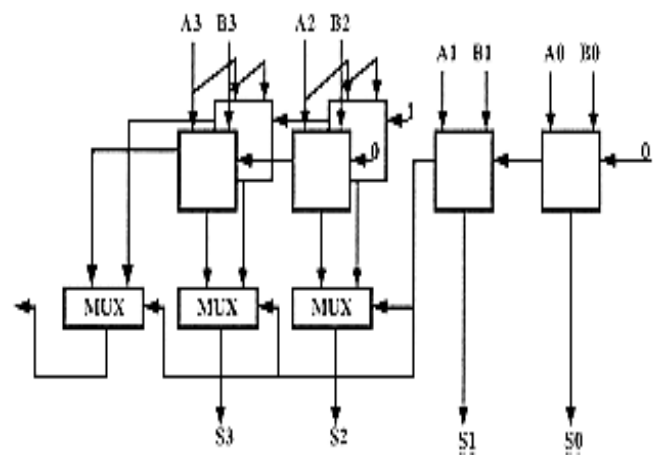 A3 B3 A2 B2
A1 B1 A0 B0
1
0 0
MUX MUX MUX
S3 S2 S1 S0